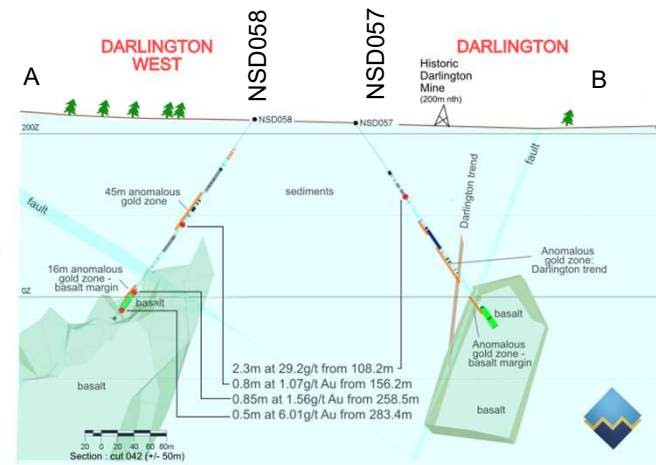 DARLINGTON
WEST
NSD058
NSD057
DARLINGTON
A
Historic
Darlington
Mine
(200m nth)
B
NSD058
NSD057
200Z
fault
45m anomalous
gold zone
sediments
Darlington trend
fault
16m anomalous
gold zone -
basalt margin
Anomalous
gold zone:
Darlington trend
0Z
basalt
basalt
Anomalous
gold zone -
basalt margin
2.3m at 29.2g/t from 108.2m
0.8m at 1.07g/t Au from 156.2m
0.85m at 1.56g/t Au from 258.5m
0.5m at 6.01g/t Au from 283.4m
basalt
basalt
20 0 20 40 60 80m
Section : cut 042 (+/- 50m)